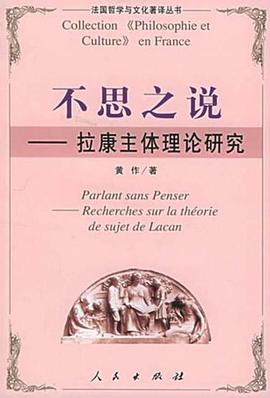 法国哲学与文化著译丛书
Collection 《Philosophie et
Culture》 en France
不思之说
——拉康主体理论研究
黄 作/著
Parlant sans Penser
——Recherches sur la théorie
de sujet de Lacan
人民出版社